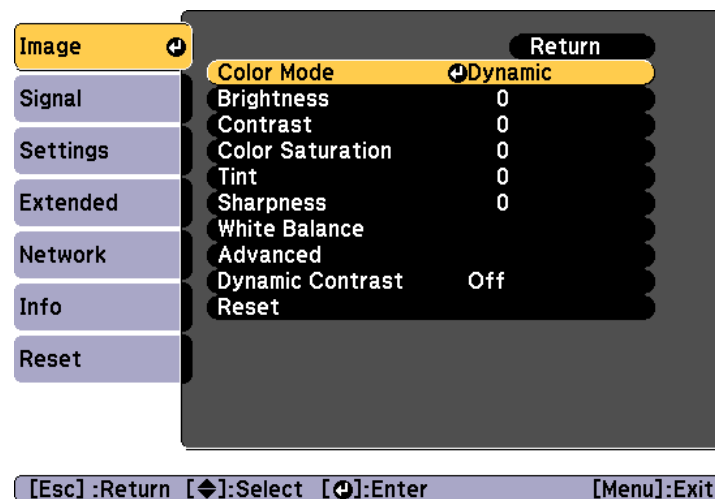 Image
Signal
Settings
Extended
Network
Info
Reset
Return
Color Mode Dynamic
Brightness 0
Contrast 0
Color Saturation 0
Tint 0
Sharpness 0
White Balance
Advanced
Dynamic Contrast Off
Reset
[Esc] :Return [◆]:Select [⏎]:Enter [Menu]:Exit